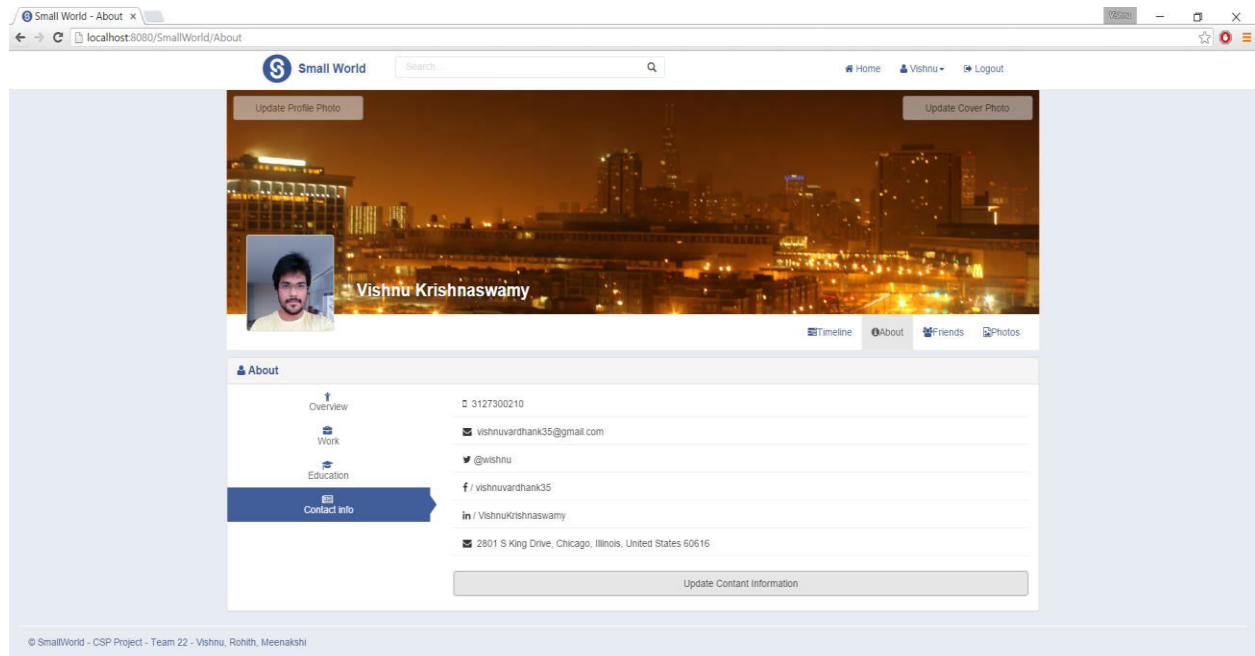 Small World - About
Vishnu
localhost:8080/SmallWorld/About
S Small World Search... Home Vishnu Logout
Update Profile Photo Update Cover Photo
Vishnu Krishnaswamy
Timeline About Friends Photos
About
Overview
Work
Education
Contact info
3127300210
vishnuvardhank35@gmail.com
@wishnu
f / vishnuvardhank35
in / VishnuKrishnaswamy
2801 S King Drive, Chicago, Illinois, United States 60616
Update Contant Information
© SmallWorld - CSP Project - Team 22 - Vishnu, Rohith, Meenakshi